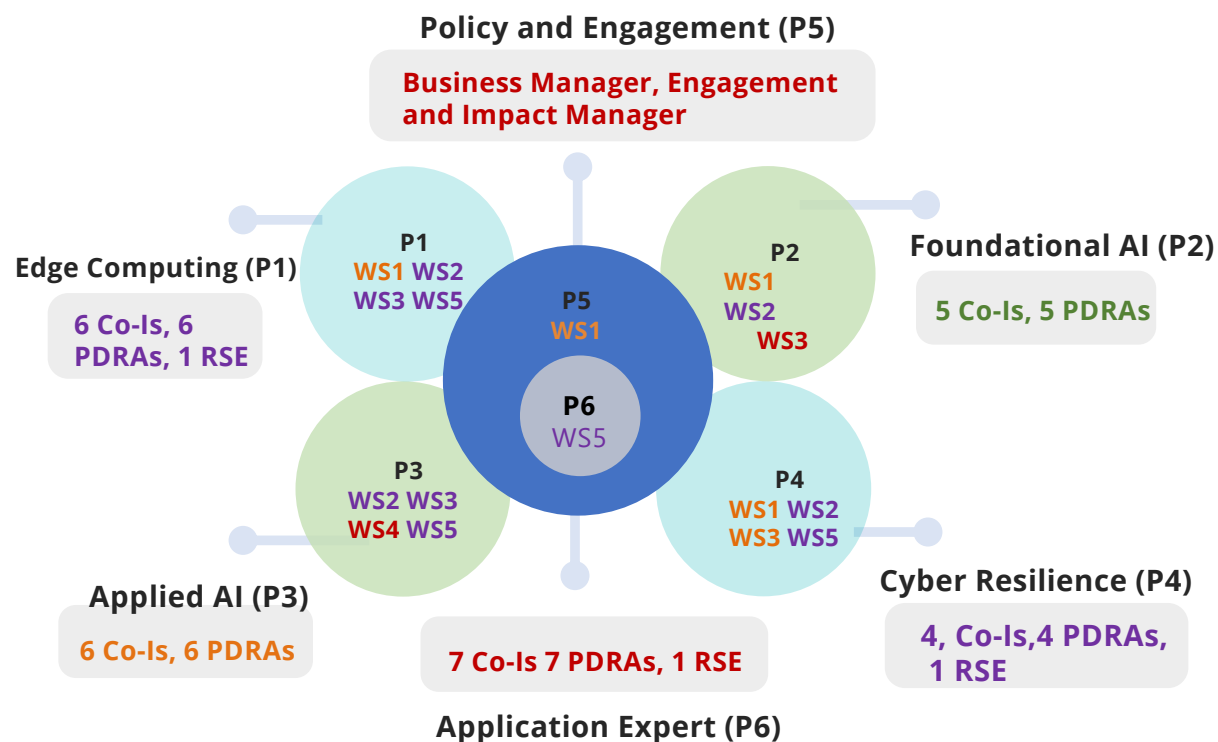 Policy and Engagement (P5)
Business Manager, Engagement
and Impact Manager
Edge Computing (P1)
6 Co-Is, 6
PDRAs, 1 RSE
P1
WS1 WS2
WS3 WS5
P5
WS1
P6
WS5
P2
WS1
WS2
WS3
Foundational AI (P2)
5 Co-Is, 5 PDRAs
P3
WS2 WS3
WS4 WS5
P4
WS1 WS2
WS3 WS5
Applied AI (P3)
6 Co-Is, 6 PDRAs
7 Co-Is 7 PDRAs, 1 RSE
Application Expert (P6)
Cyber Resilience (P4)
4, Co-Is,4 PDRAs,
1 RSE